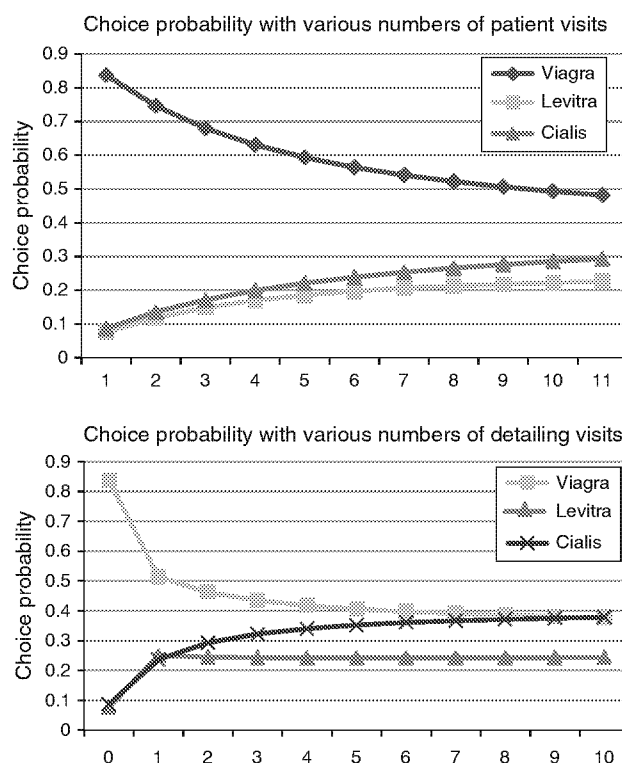 Choice probability with various numbers of patient visits
0.9
0.8
0.7
0.6
0.5
0.4
0.3
0.2
0.1
0
Choice probability
Viagra
Levitra
Cialis
1 2 3 4 5 6 7 8 9 10 11
Choice probability with various numbers of detailing visits
0.9
0.8
0.7
0.6
0.5
0.4
0.3
0.2
0.1
0
Choice probability
Viagra
Levitra
Cialis
0 1 2 3 4 5 6 7 8 9 10